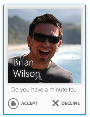 Brian
Wilson
Do you have a minute to..
ACCEPT
DECLINE